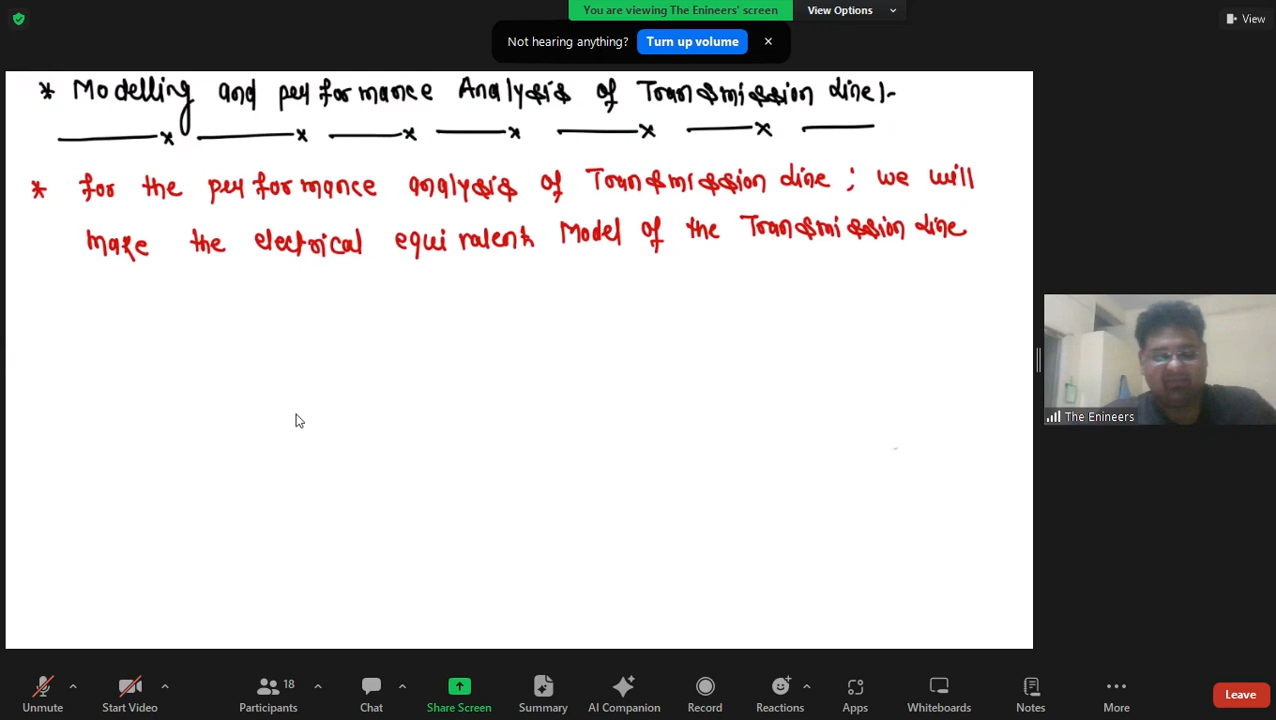 You are viewing The Enineers' screen
View Options
View
Not hearing anything?
Turn up volume
* Modelling and performance Analysis of Transmission line:-
* for the performance analysis of Transmission line; we will
make the electrical equivalent Model of the Transmission line
The Enineers
Unmute
Start Video
Participants
18
Chat
Share Screen
Summary
AI Companion
Record
Reactions
Apps
Whiteboards
Notes
More
Leave